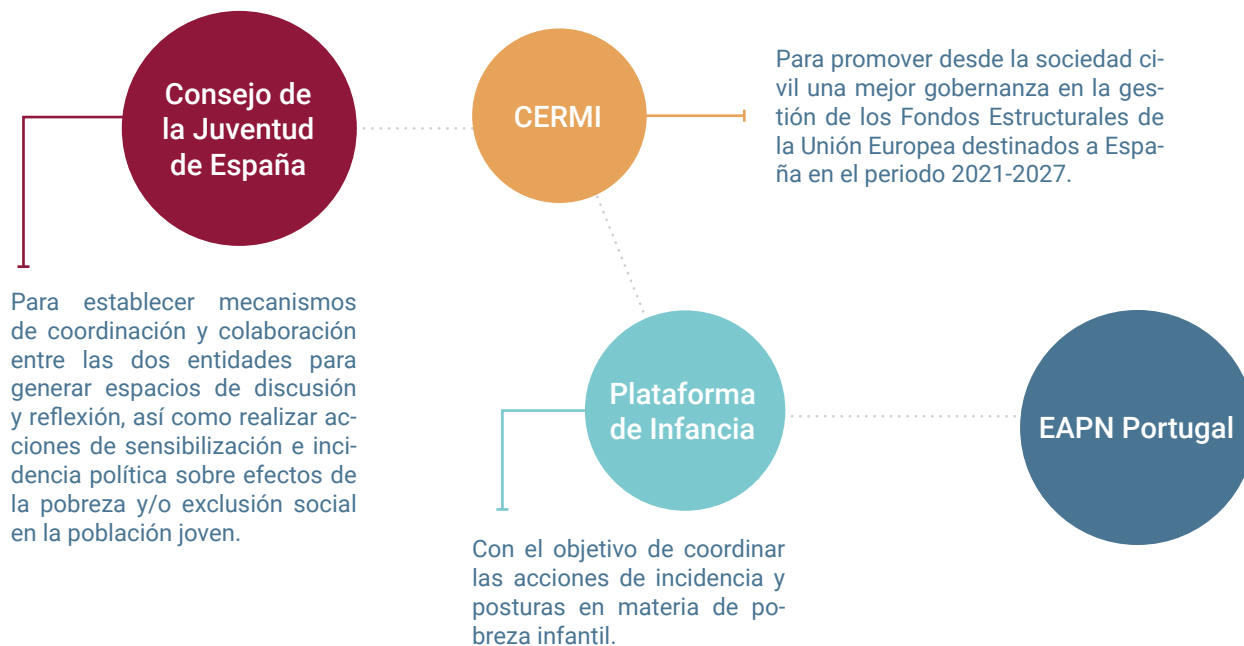 Consejo de
la Juventud
de España
CERMI
Para promover desde la sociedad ci-
vil una mejor gobernanza en la ges-
tión de los Fondos Estructurales de
la Unión Europea destinados a Espa-
ña en el periodo 2021-2027.
Para establecer mecanismos
de coordinación y colaboración
entre las dos entidades para
generar espacios de discusión
y reflexión, así como realizar ac-
ciones de sensibilización e inci-
dencia política sobre efectos de
la pobreza y/o exclusión social
en la población joven.
Plataforma
de Infancia
EAPN Portugal
Con el objetivo de coordinar
las acciones de incidencia y
posturas en materia de po-
breza infantil.